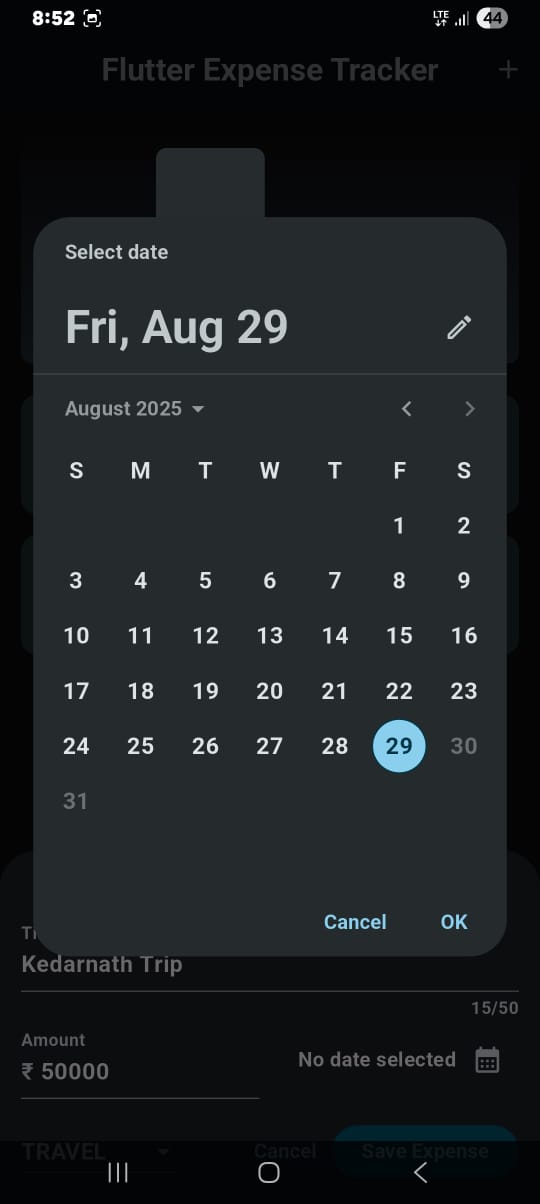 8:52 LTE 44
Flutter Expense Tracker +
Select date
Fri, Aug 29
August 2025
S M T W T F S
1 2
3 4 5 6 7 8 9
10 11 12 13 14 15 16
17 18 19 20 21 22 23
24 25 26 27 28 29 30
31
Cancel OK
Kedarnath Trip
15/50
Amount
₹ 50000
No date selected
TRAVEL Cancel Save Expense